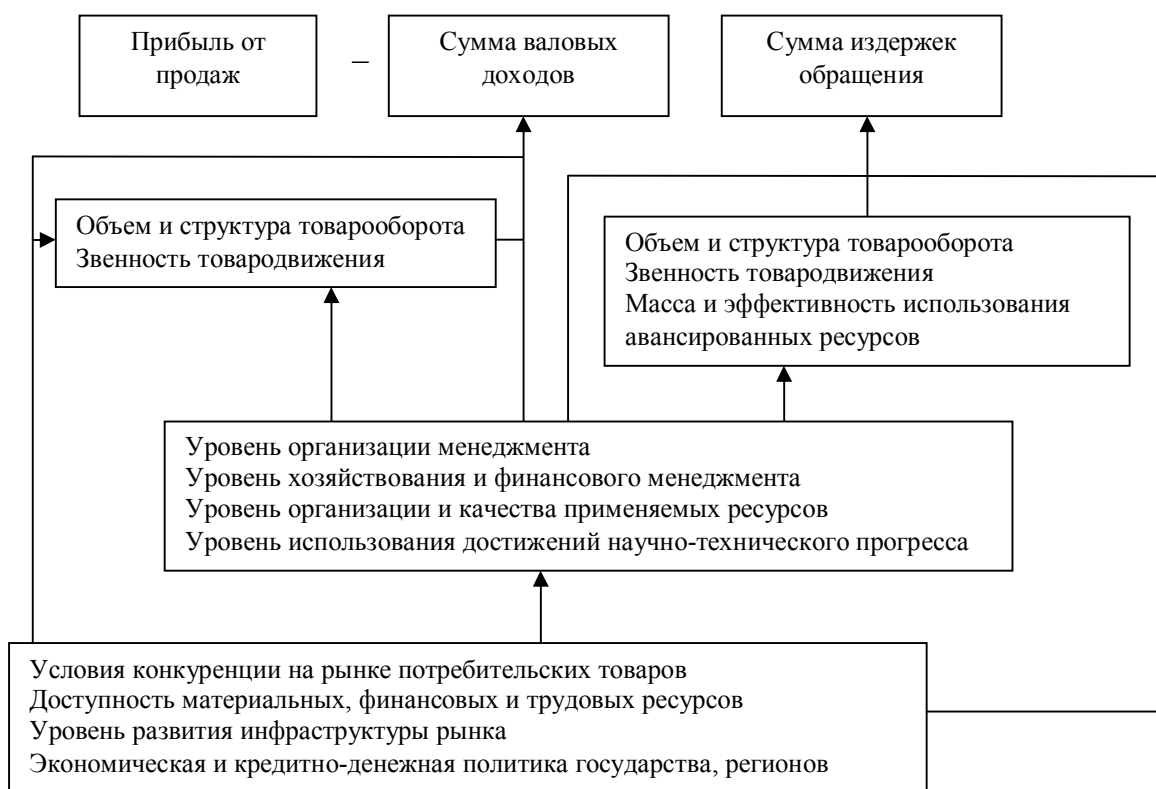 Прибыль от
продаж
–
Сумма валовых
доходов
Сумма издержек
обращения
Объем и структура товарооборота
Звенность товародвижения
Объем и структура товарооборота
Звенность товародвижения
Масса и эффективность использования
авансированных ресурсов
Уровень организации менеджмента
Уровень хозяйствования и финансового менеджмента
Уровень организации и качества применяемых ресурсов
Уровень использования достижений научно-технического прогресса
Условия конкуренции на рынке потребительских товаров
Доступность материальных, финансовых и трудовых ресурсов
Уровень развития инфраструктуры рынка
Экономическая и кредитно-денежная политика государства, регионов